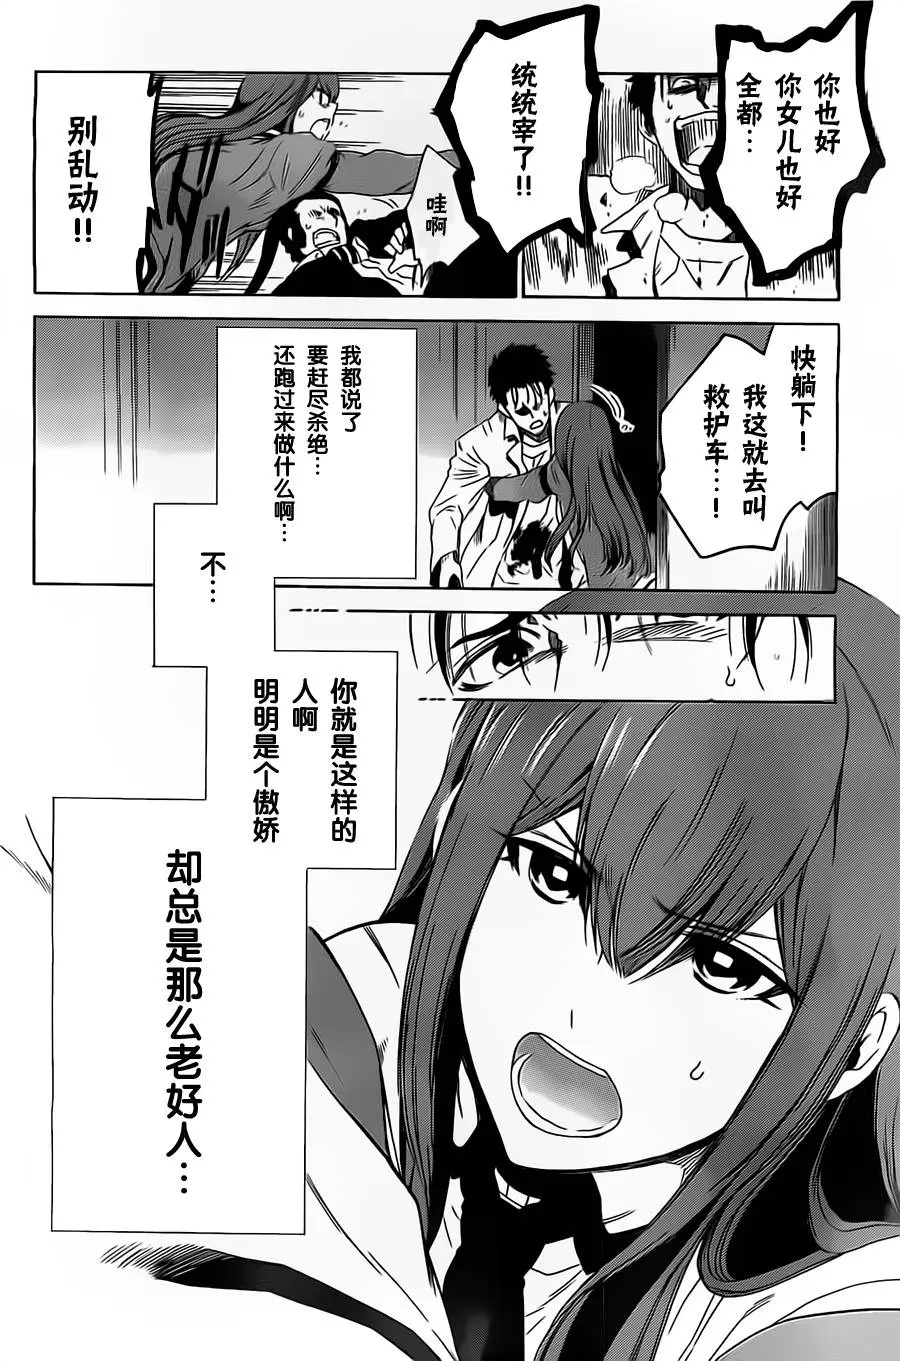 你也好
你女儿也好
全都…
统统宰了!!
哇啊
别乱动!!
快躺下!
我这就去叫
救护车…!
我都说了
要赶尽杀绝…
还跑过来做什么啊…
不…
你就是这样的
人啊
明明是个傲娇
却总是那么老好人…